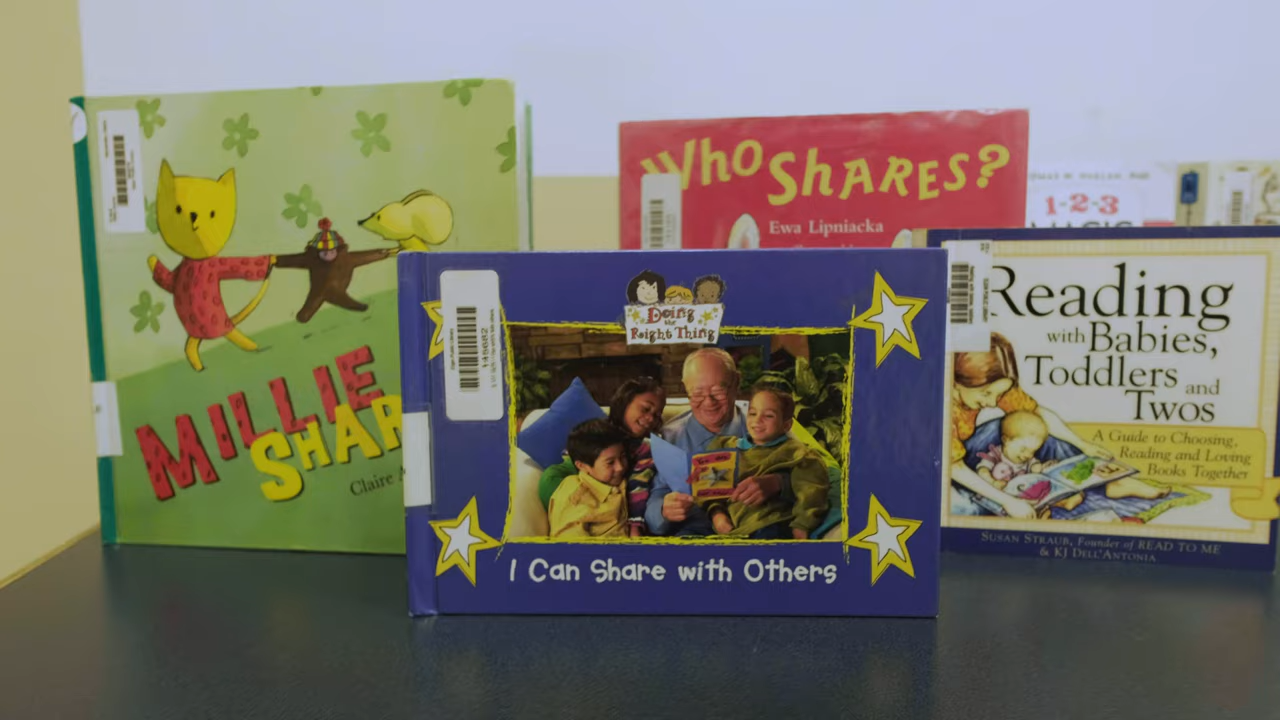 MILLIE
SHAR
Claire A
WhO ShARES?
Ewa Lipniacka
1-2-3
MAGIC
Doing
the
Right Thing
149682
I Can Share with Others
Reading
with Babies,
Toddlers and
Twos
A Guide to Choosing,
Reading and Loving
Books Together
SUSAN STRAUB, Founder of READ TO ME
& KJ DELL'ANTONIA